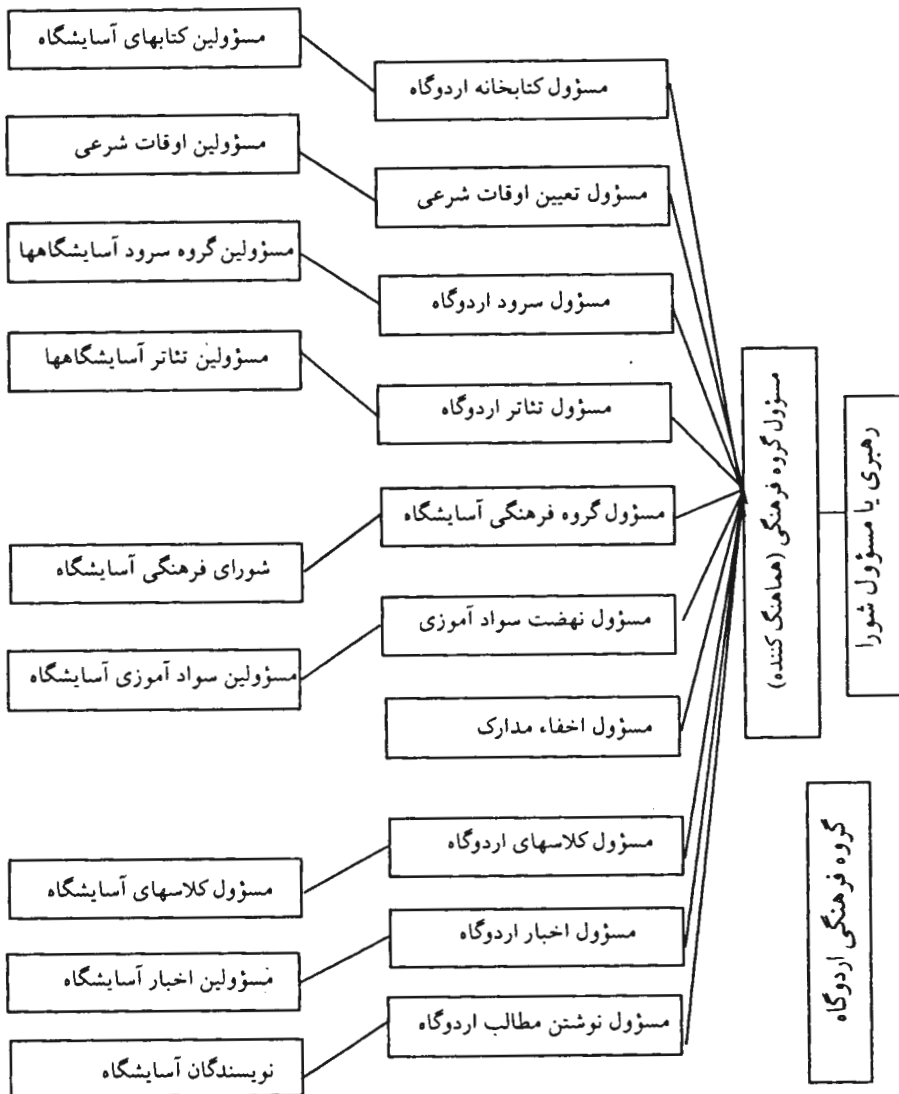 رهبری یا مسؤول شورا
مسؤول گروه فرهنگی (هماهنگ کننده)
گروه فرهنگی اردوگاه
مسؤول کتابخانه اردوگاه
مسؤولین کتابهای آسایشگاه
مسؤول تعیین اوقات شرعی
مسؤولین اوقات شرعی
مسؤول سرود اردوگاه
مسؤولین گروه سرود آسایشگاهها
مسؤول تئاتر اردوگاه
مسؤولین تئاتر آسایشگاهها
مسؤول گروه فرهنگی آسایشگاه
شورای فرهنگی آسایشگاه
مسؤول نهضت سواد آموزی
مسؤولین سواد آموزی آسایشگاه
مسؤول اخفاء مدارک
مسؤول کلاسهای اردوگاه
مسؤول کلاسهای آسایشگاه
مسؤول اخبار اردوگاه
مسؤولین اخبار آسایشگاه
مسؤول نوشتن مطالب اردوگاه
نویسندگان آسایشگاه